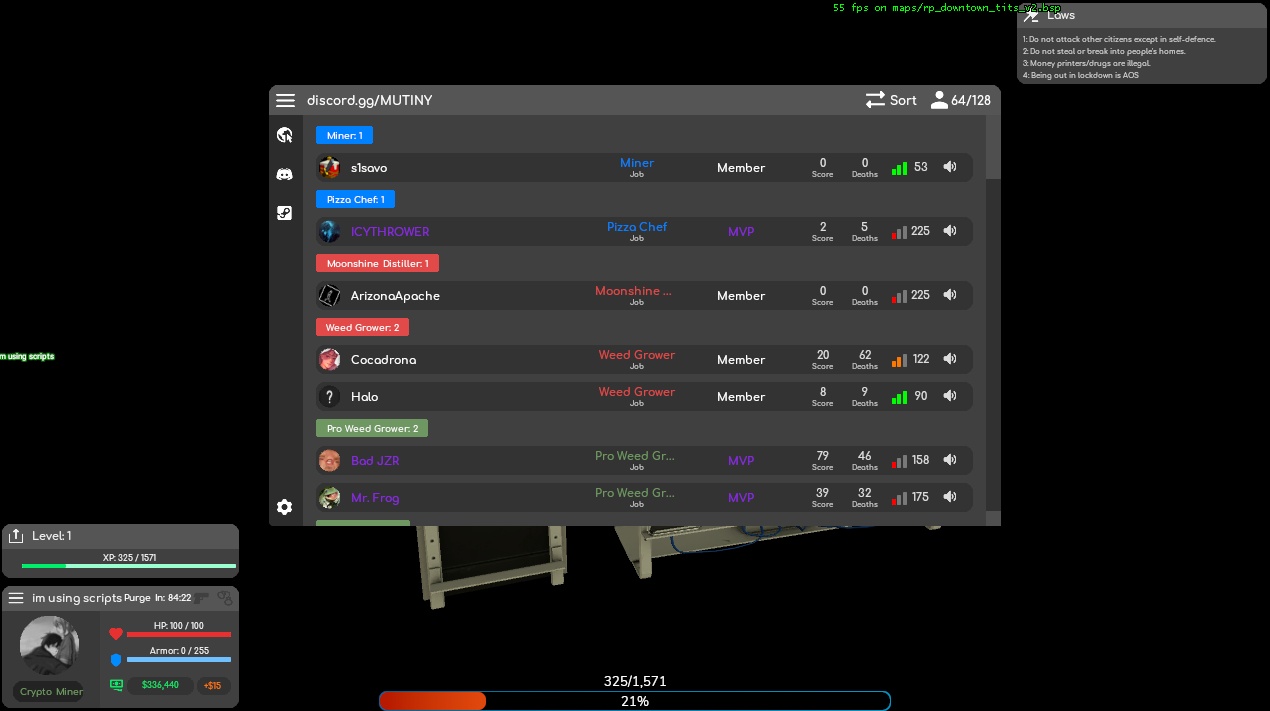 55 fps on maps/rp_downtown_tits_v2.bsp
Laws
1: Do not attack other citizens except in self-defence.
2: Do not steal or break into people's homes.
3: Money printers/drugs are illegal.
4: Being out in lockdown is AOS
discord.gg/MUTINY
Sort
64/128
Miner: 1
s1savo Miner Job Member 0 Score 0 Deaths 53
Pizza Chef: 1
ICYTHROWER Pizza Chef Job MVP 2 Score 5 Deaths 225
Moonshine Distiller: 1
ArizonaApache Moonshine ... Job Member 0 Score 0 Deaths 225
Weed Grower: 2
Cocadrona Weed Grower Job Member 20 Score 62 Deaths 122
Halo Weed Grower Job Member 8 Score 9 Deaths 90
Pro Weed Grower: 2
Bad JZR Pro Weed Gr... Job MVP 79 Score 46 Deaths 158
Mr. Frog Pro Weed Gr... Job MVP 39 Score 32 Deaths 175
m using scripts
Level: 1
XP: 325 / 1571
im using scripts Purge In: 84:22
HP: 100 / 100
Armor: 0 / 255
$336,440 +$15
Crypto Miner
325/1,571
21%